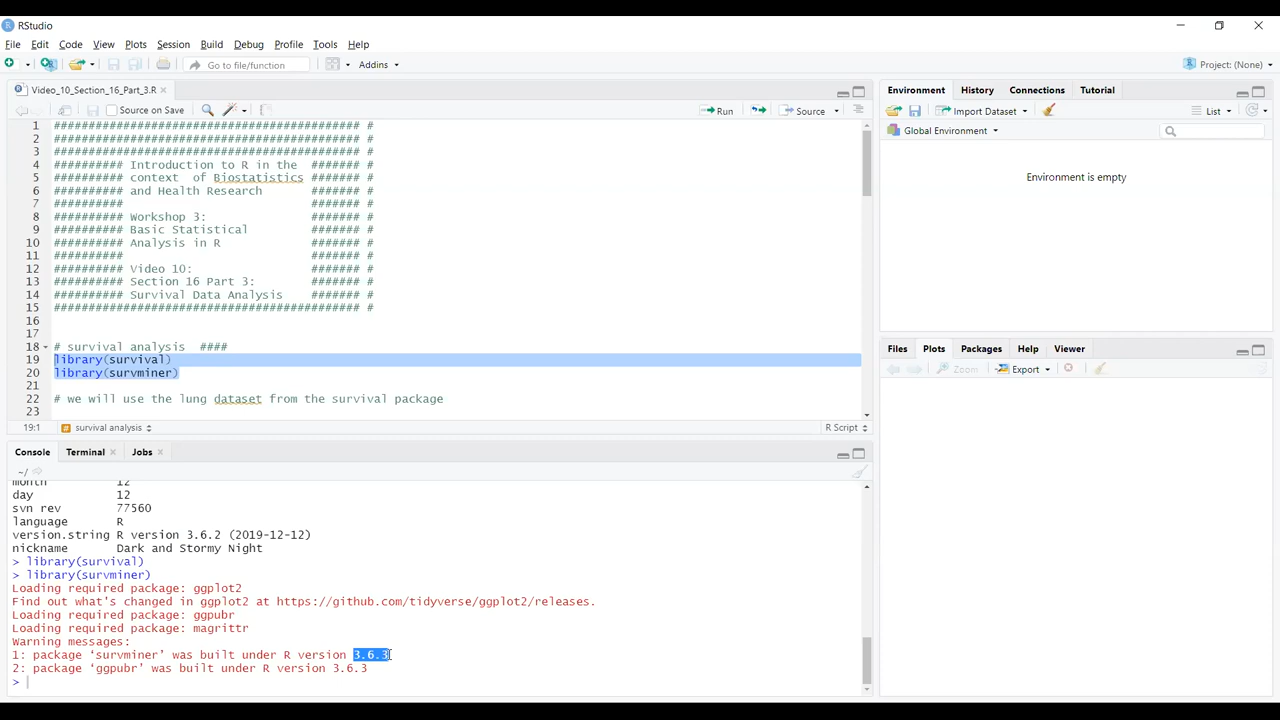 RStudio
File Edit Code View Plots Session Build Debug Profile Tools Help
Go to file/function Addins Project: (None)
Video_10_Section_16_Part_3.R
Source on Save Run Source
1 ########################################## #
2 ########################################## #
3 ########################################## #
4 ########## Introduction to R in the ####### #
5 ########## context of Biostatistics ####### #
6 ########## and Health Research ####### #
7 ########## ####### #
8 ########## Workshop 3: ####### #
9 ########## Basic Statistical ####### #
10 ########## Analysis in R ####### #
11 ########## ####### #
12 ########## Video 10: ####### #
13 ########## Section 16 Part 3: ####### #
14 ########## Survival Data Analysis ####### #
15 ########################################## #
16
17
18 # survival analysis ####
19 library(survival)
20 library(survminer)
21
22 # we will use the lung dataset from the survival package
23
19:1 survival analysis R Script
Console Terminal Jobs
~/
month 12
day 12
svn rev 77560
language R
version.string R version 3.6.2 (2019-12-12)
nickname Dark and Stormy Night
> library(survival)
> library(survminer)
Loading required package: ggplot2
Find out what's changed in ggplot2 at https://github.com/tidyverse/ggplot2/releases.
Loading required package: ggpubr
Loading required package: magrittr
Warning messages:
1: package ‘survminer’ was built under R version 3.6.3
2: package ‘ggpubr’ was built under R version 3.6.3
>
Environment History Connections Tutorial
Import Dataset List
Global Environment
Environment is empty
Files Plots Packages Help Viewer
Zoom Export